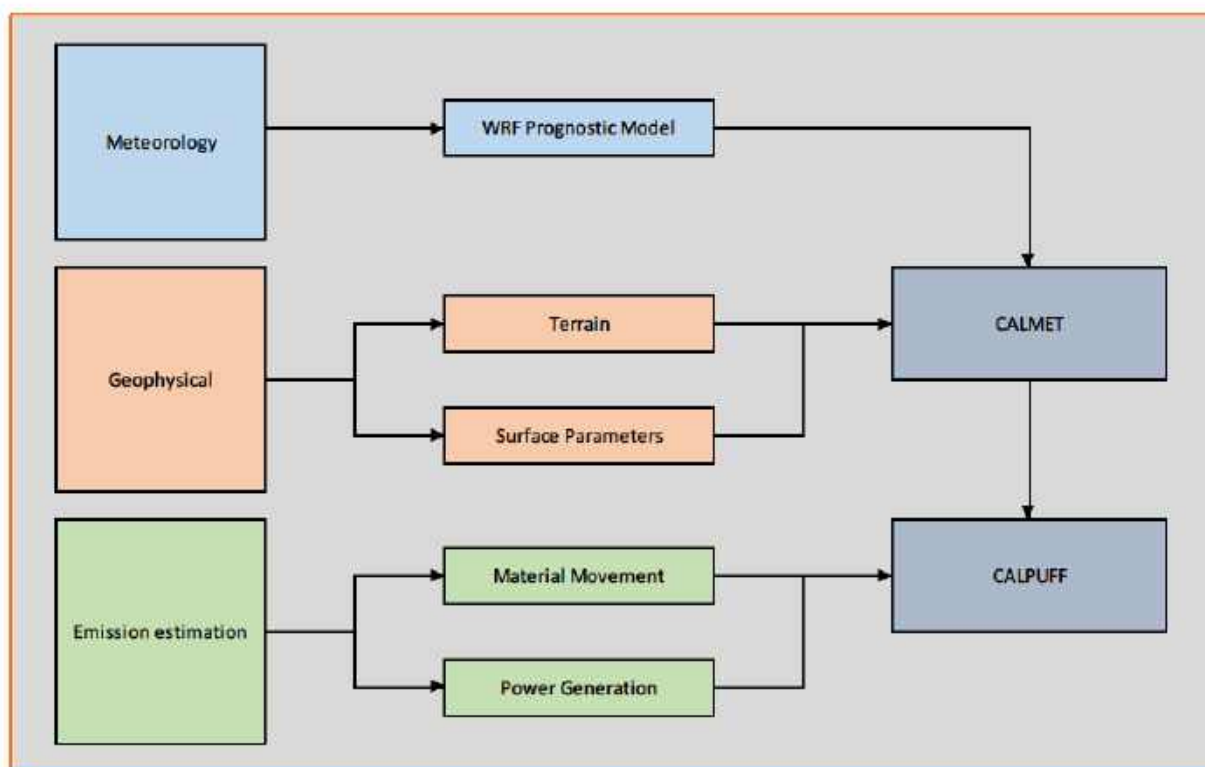 Meteorology
WRF Prognostic Model
Geophysical
Terrain
Surface Parameters
CALMET
Emission estimation
Material Movement
Power Generation
CALPUFF